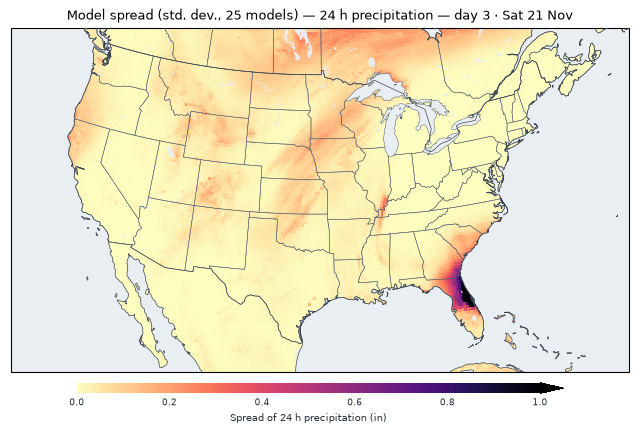 Model spread (std. dev., 25 models) — 24 h precipitation — day 3 · Sat 21 Nov
0.0 0.2 0.4 0.6 0.8 1.0
Spread of 24 h precipitation (in)